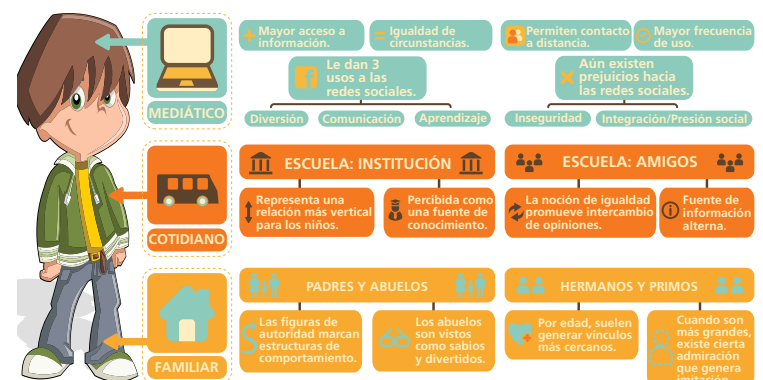 MEDIÁTICO
Mayor acceso a
información.
Igualdad de
circunstancias.
Permiten contacto
a distancia.
Mayor frecuencia
de uso.
Le dan 3
usos a las
redes sociales.
Aún existen
prejuicios hacia
las redes sociales.
Diversión
Comunicación
Aprendizaje
Inseguridad
Integración/Presión social
COTIDIANO
ESCUELA: INSTITUCIÓN
ESCUELA: AMIGOS
Representa una
relación más vertical
para los niños.
Percibida como
una fuente de
conocimiento.
La noción de igualdad
promueve intercambio
de opiniones.
Fuente de
información
alterna.
FAMILIAR
PADRES Y ABUELOS
HERMANOS Y PRIMOS
Las figuras de
autoridad marcan
estructuras de
comportamiento.
Los abuelos
son vistos
como sabios
y divertidos.
Por edad, suelen
generar vínculos
más cercanos.
Cuando son
más grandes,
existe cierta
admiración
que genera
imitación.